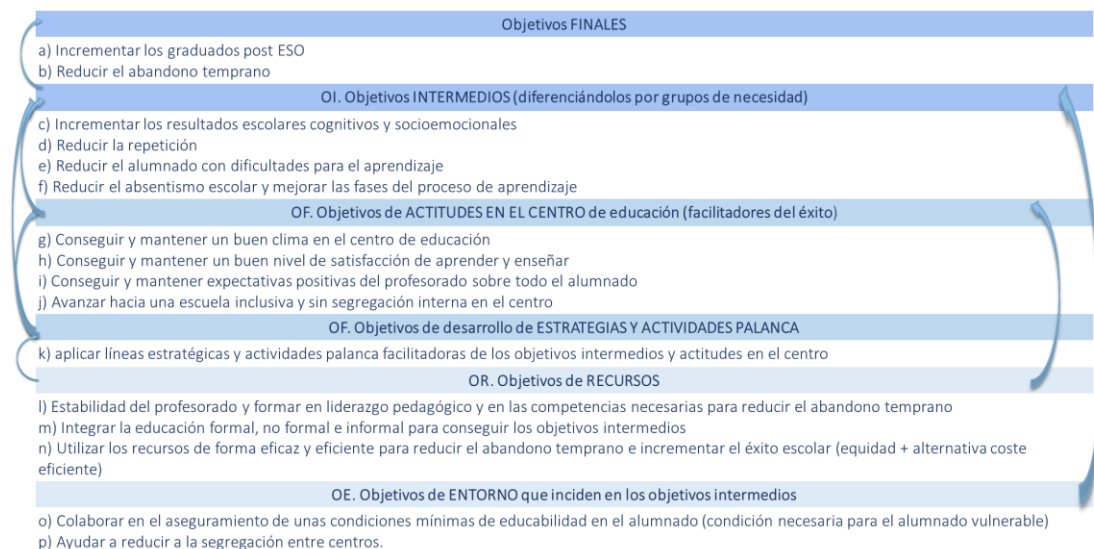 Objetivos FINALES
a) Incrementar los graduados post ESO
b) Reducir el abandono temprano
OI. Objetivos INTERMEDIOS (diferenciándolos por grupos de necesidad)
c) Incrementar los resultados escolares cognitivos y socioemocionales
d) Reducir la repetición
e) Reducir el alumnado con dificultades para el aprendizaje
f) Reducir el absentismo escolar y mejorar las fases del proceso de aprendizaje
OF. Objetivos de ACTITUDES EN EL CENTRO de educación (facilitadores del éxito)
g) Conseguir y mantener un buen clima en el centro de educación
h) Conseguir y mantener un buen nivel de satisfacción de aprender y enseñar
i) Conseguir y mantener expectativas positivas del profesorado sobre todo el alumnado
j) Avanzar hacia una escuela inclusiva y sin segregación interna en el centro
OF. Objetivos de desarrollo de ESTRATEGIAS Y ACTIVIDADES PALANCA
k) aplicar líneas estratégicas y actividades palanca facilitadoras de los objetivos intermedios y actitudes en el centro
OR. Objetivos de RECURSOS
l) Estabilidad del profesorado y formar en liderazgo pedagógico y en las competencias necesarias para reducir el abandono temprano
m) Integrar la educación formal, no formal e informal para conseguir los objetivos intermedios
n) Utilizar los recursos de forma eficaz y eficiente para reducir el abandono temprano e incrementar el éxito escolar (equidad + alternativa coste
eficiente)
OE. Objetivos de ENTORNO que inciden en los objetivos intermedios
o) Colaborar en el aseguramiento de unas condiciones mínimas de educabilidad en el alumnado (condición necesaria para el alumnado vulnerable)
p) Ayudar a reducir a la segregación entre centros.